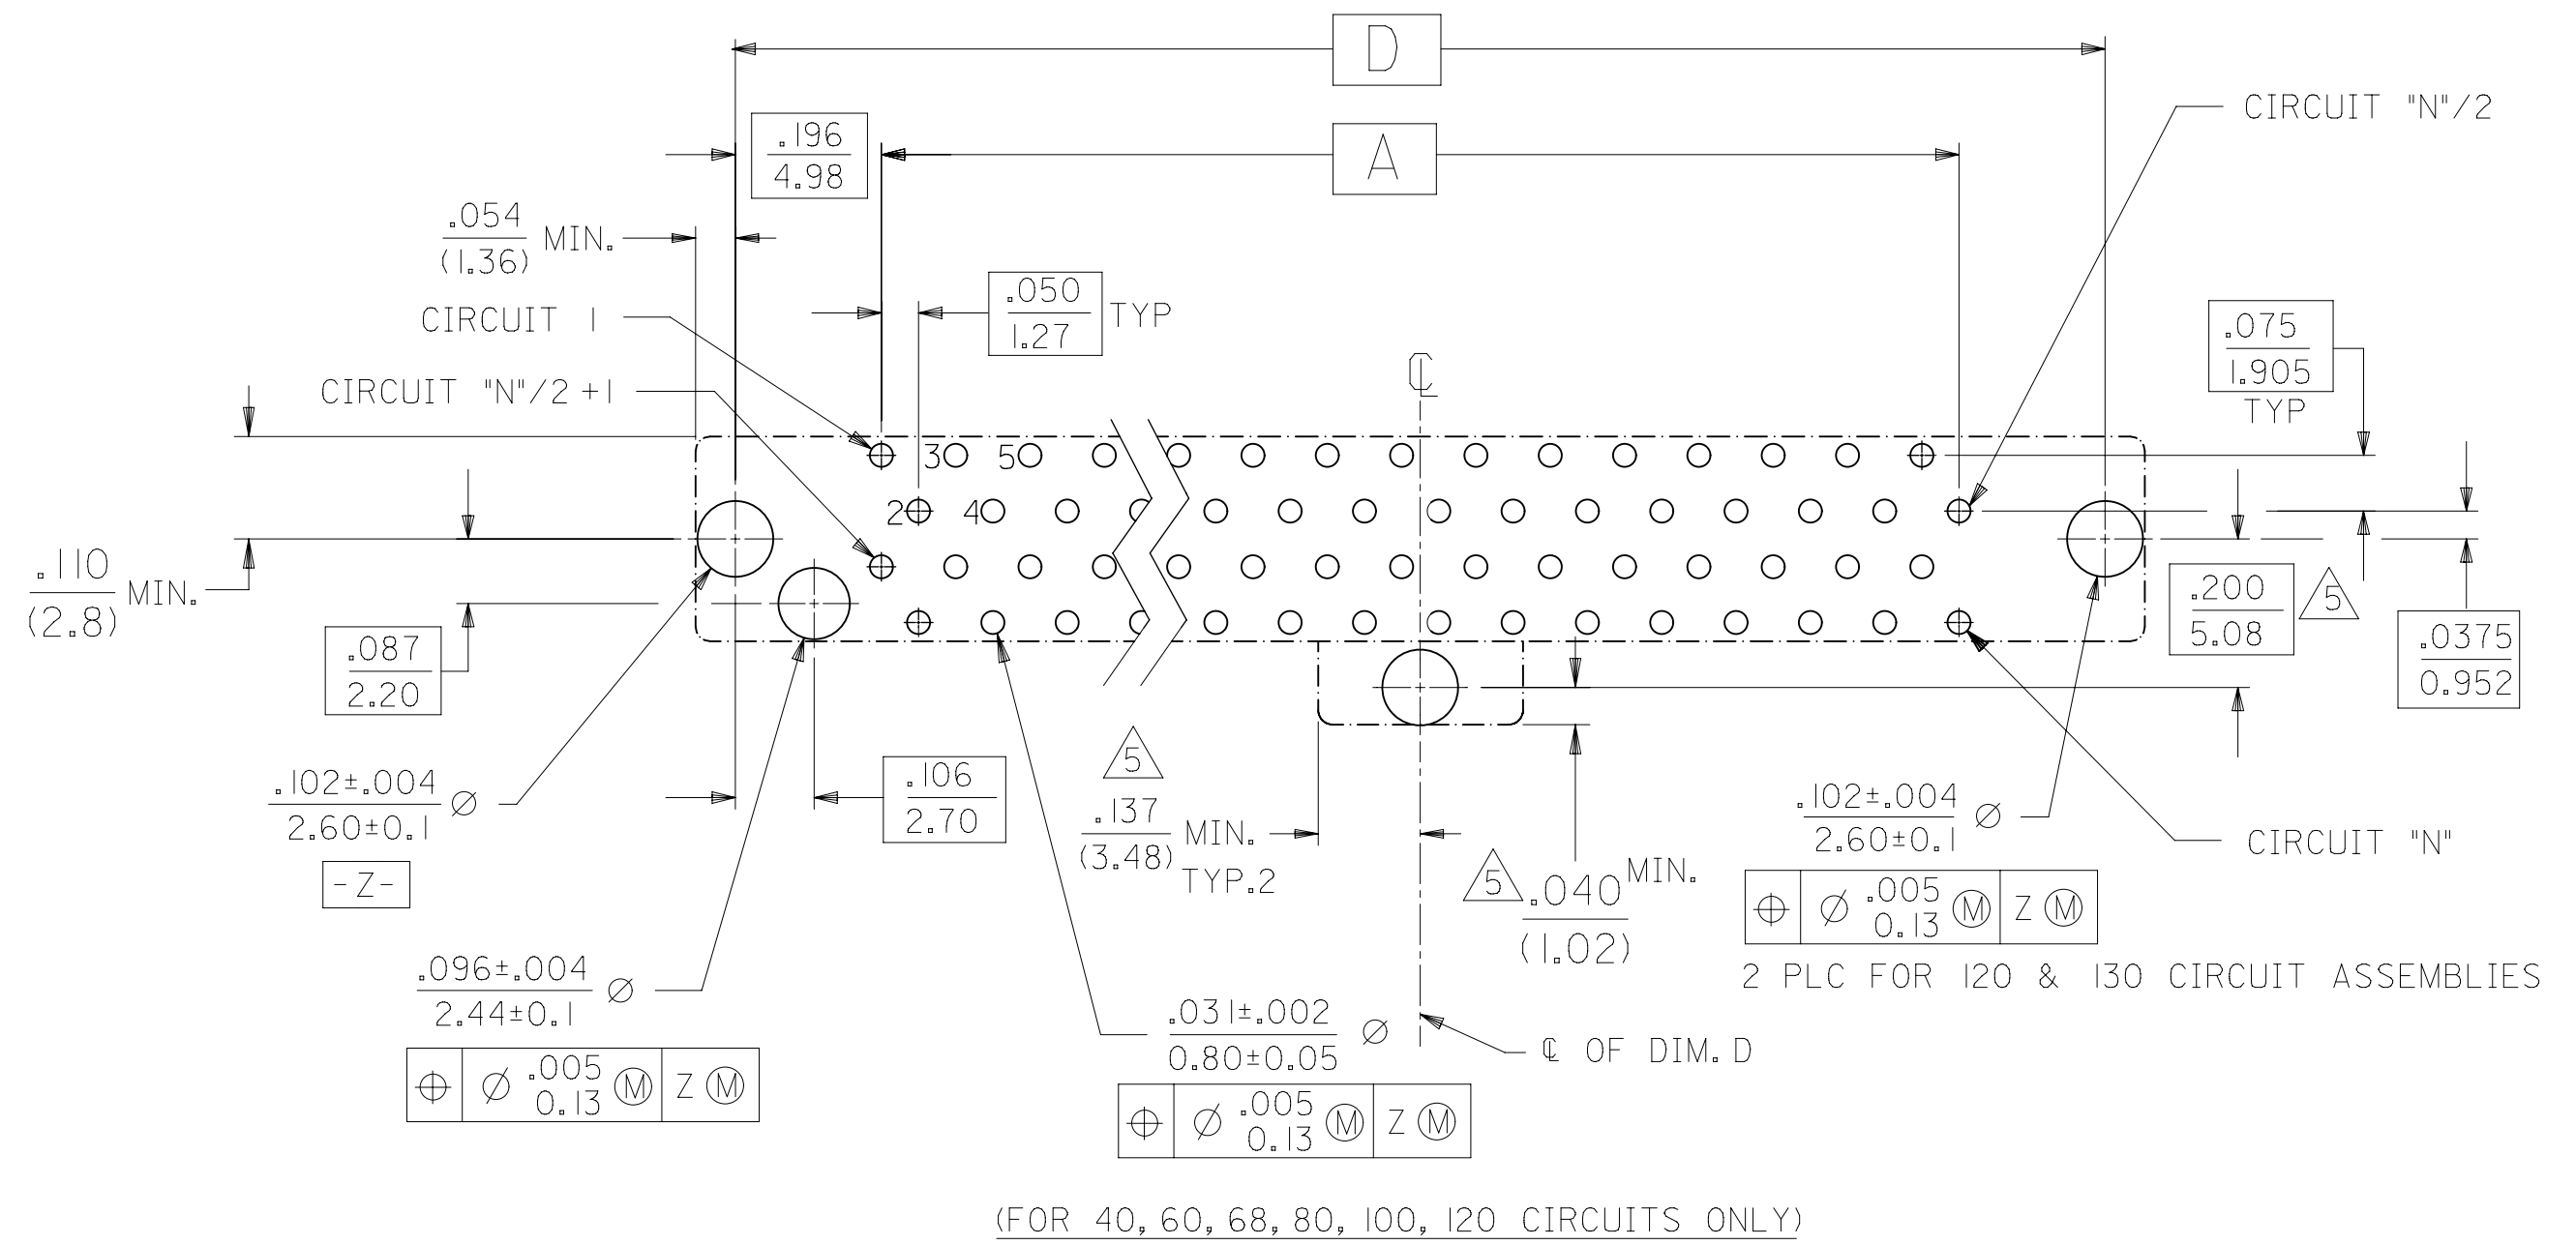 D
CIRCUIT "N"/2
.196
4.98
A
.054
(1.36)
MIN.
.050
1.27
TYP
CIRCUIT 1
.075
1.905
TYP
℄
CIRCUIT "N"/2 +1
3 5
2 4
.110
(2.8)
MIN.
.200
5.08
5
.0375
0.952
.087
2.20
.102±.004
2.60±0.1
Ø
-Z-
.106
2.70
5
.137
(3.48)
MIN.
TYP.2
5
.040
(1.02)
MIN.
.102±.004
2.60±0.1
Ø
CIRCUIT "N"
⌖ Ø .005 Ⓜ Z Ⓜ
0.13
2 PLC FOR 120 & 130 CIRCUIT ASSEMBLIES
.096±.004
2.44±0.1
Ø
⌖ Ø .005 Ⓜ Z Ⓜ
0.13
.031±.002
0.80±0.05
Ø
⌖ Ø .005 Ⓜ Z Ⓜ
0.13
℄ OF DIM. D
(FOR 40, 60, 68, 80, 100, 120 CIRCUITS ONLY)